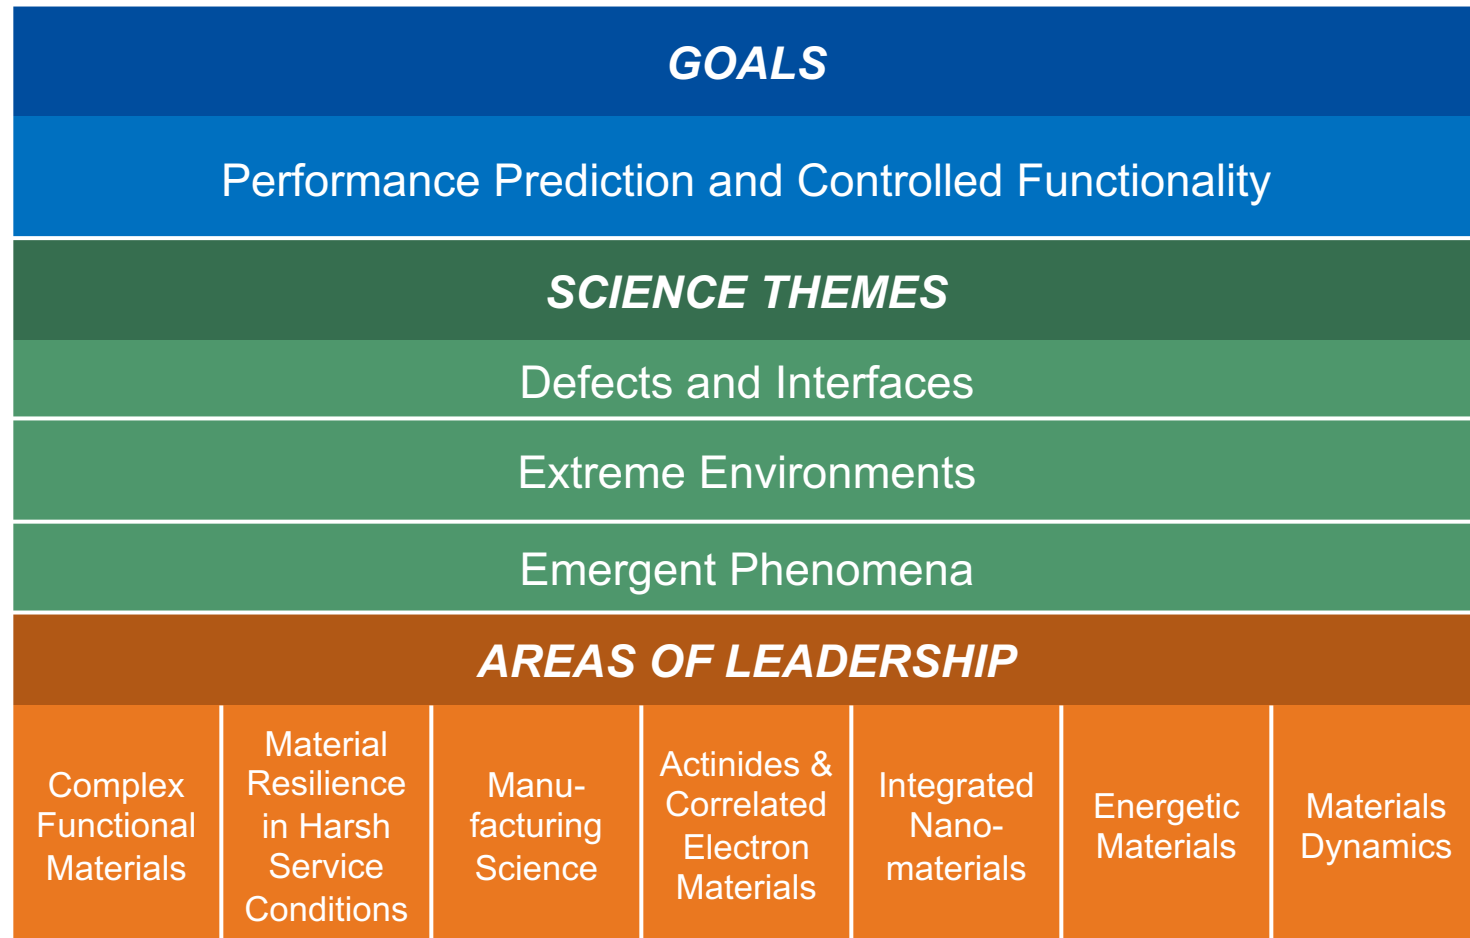 GOALS
Performance Prediction and Controlled Functionality
SCIENCE THEMES
Defects and Interfaces
Extreme Environments
Emergent Phenomena
AREAS OF LEADERSHIP
Complex
Functional
Materials
Material
Resilience
in Harsh
Service
Conditions
Manu-
facturing
Science
Actinides &
Correlated
Electron
Materials
Integrated
Nano-
materials
Energetic
Materials
Materials
Dynamics